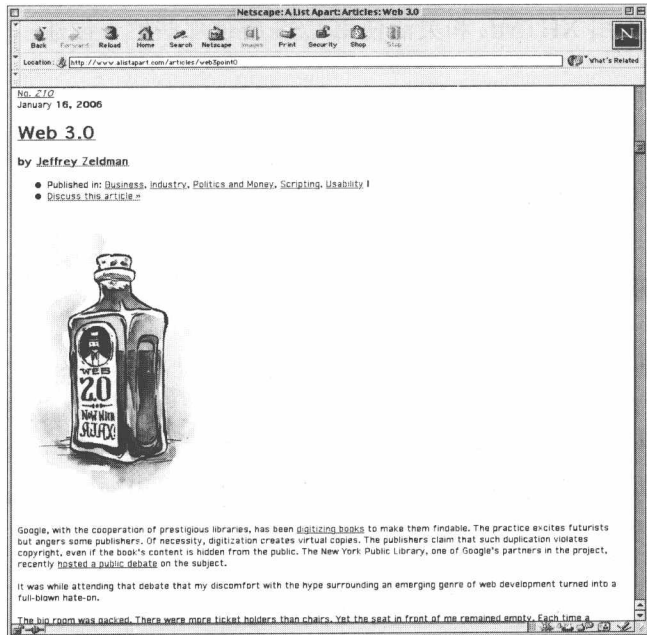 Netscape: A List Apart: Articles: Web 3.0
Back Forward Reload Home Search Netscape Images Print Security Shop Stop
N
Location: http://www.alistapart.com/articles/web3point0 What's Related
No. 210
January 16, 2006
Web 3.0
by Jeffrey Zeldman
Published in: Business, Industry, Politics and Money, Scripting, Usability |
Discuss this article »
WEB
2.0
NOW WITH
AJAX!
Google, with the cooperation of prestigious libraries, has been digitizing books to make them findable. The practice excites futurists
but angers some publishers. Of necessity, digitization creates virtual copies. The publishers claim that such duplication violates
copyright, even if the book's content is hidden from the public. The New York Public Library, one of Google's partners in the project,
recently hosted a public debate on the subject.
It was while attending that debate that my discomfort with the hype surrounding an emerging genre of web development turned into a
full-blown hate-on.
The big room was packed. There were more ticket holders than chairs. Yet the seat in front of me remained empty. Each time a